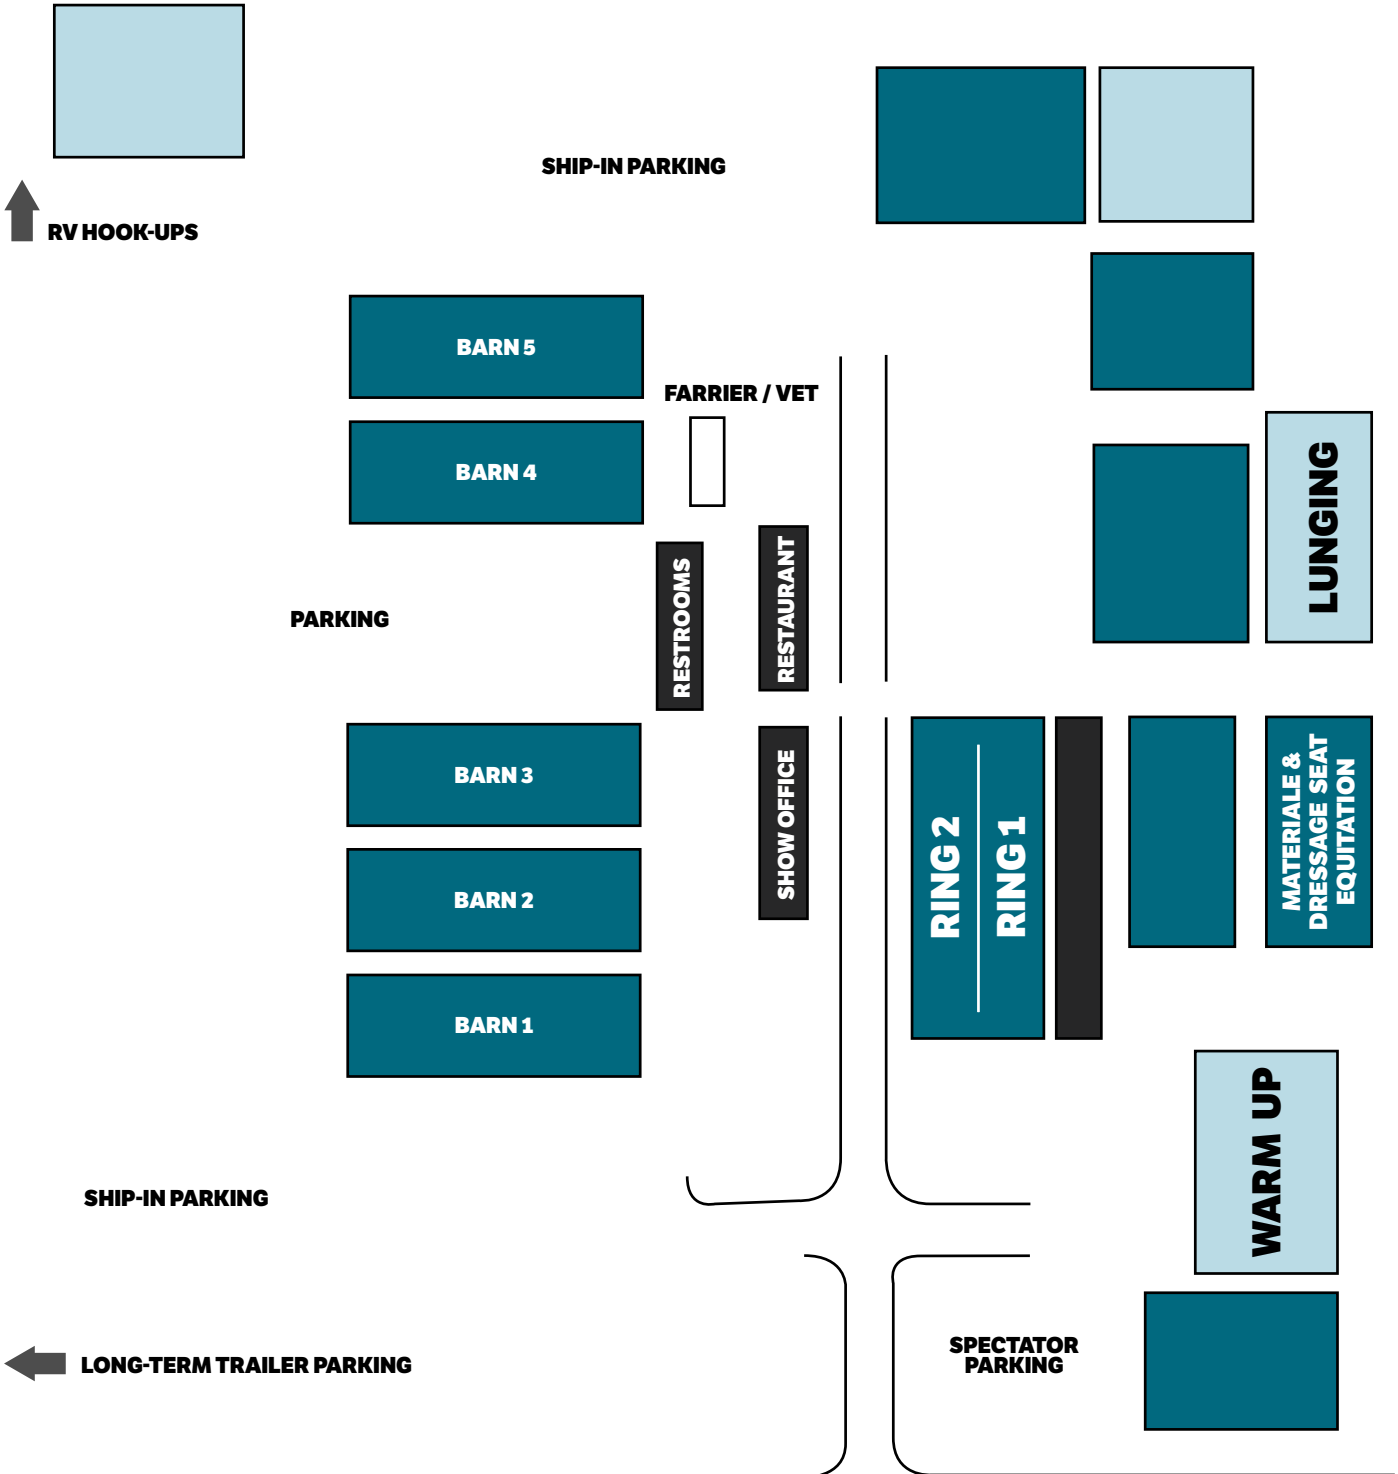 SHIP-IN PARKING
RV HOOK-UPS
BARN 5
FARRIER / VET
BARN 4
LUNGING
RESTROOMS
RESTAURANT
PARKING
BARN 3
SHOW OFFICE
RING 2
RING 1
MATERIALE &
DRESSAGE SEAT
EQUITATION
BARN 2
BARN 1
WARM UP
SHIP-IN PARKING
SPECTATOR
PARKING
LONG-TERM TRAILER PARKING